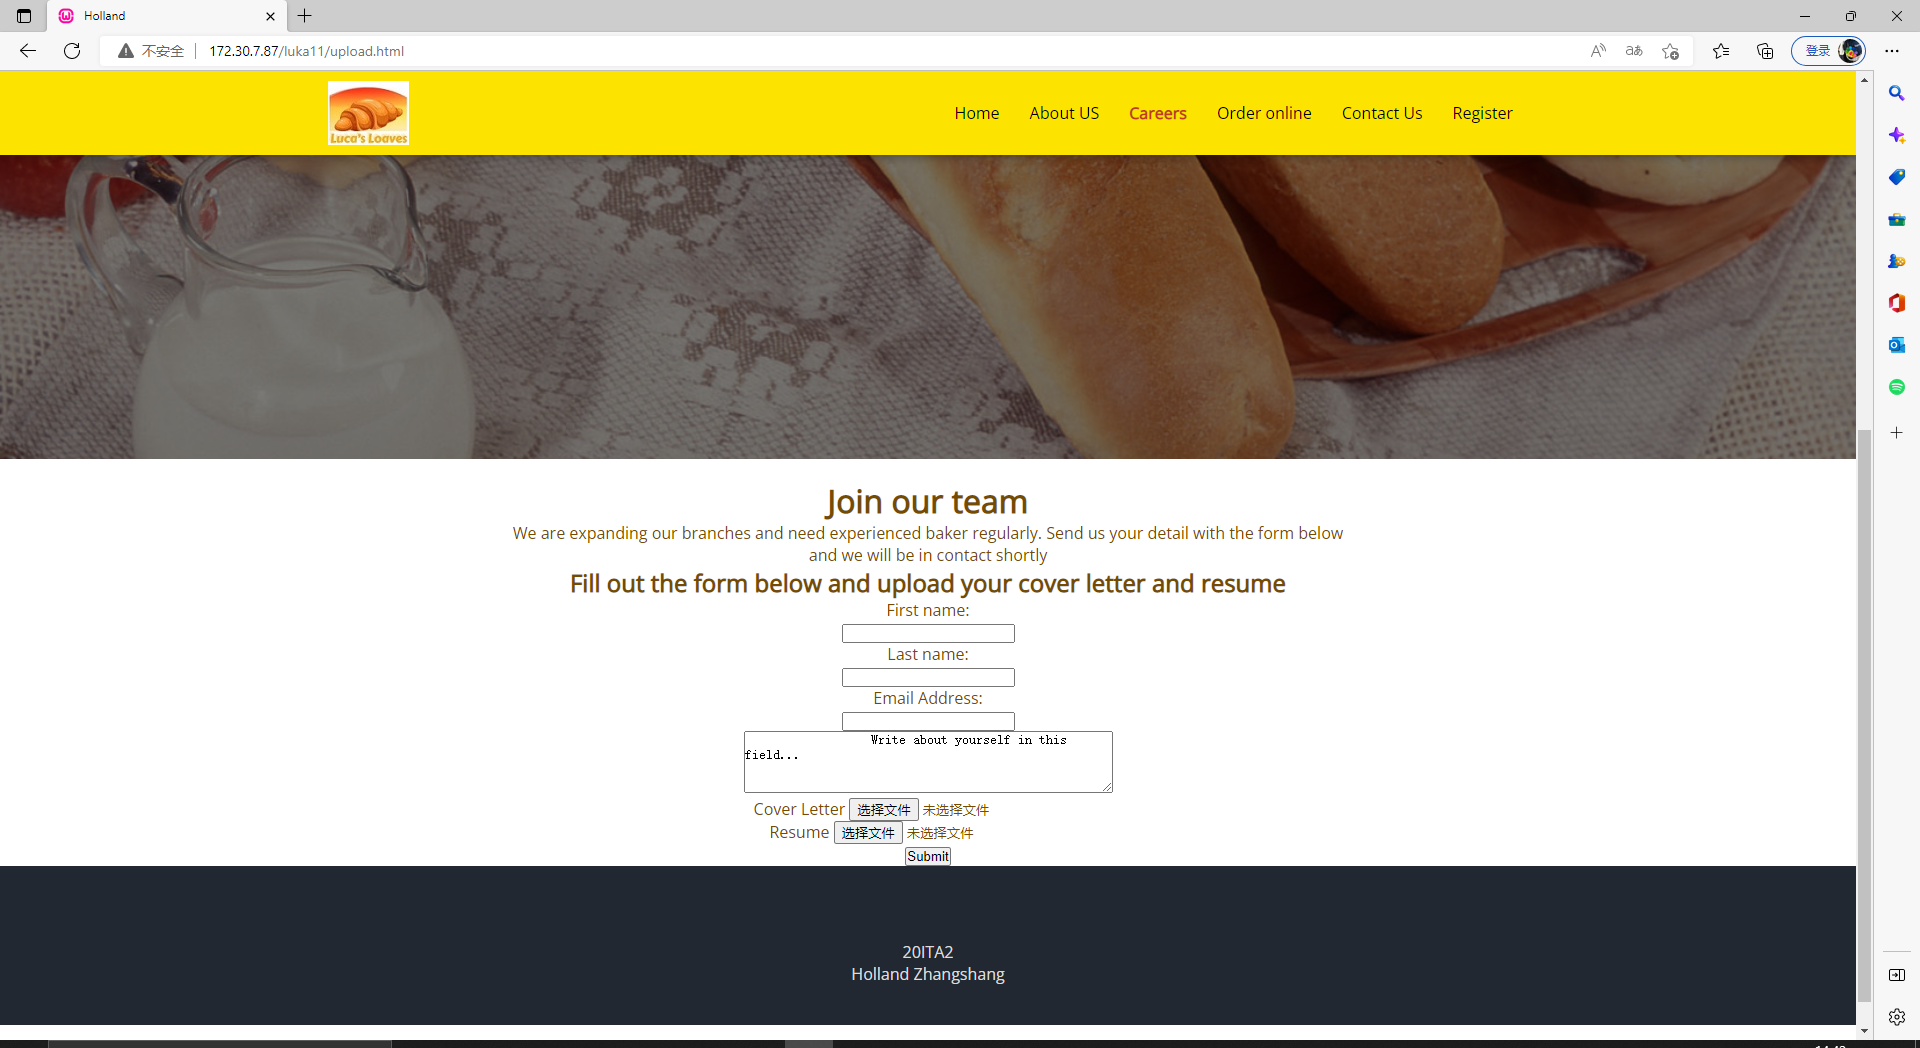 Holland
不安全
172.30.7.87/luka11/upload.html
登录
Luca's Loaves
Home
About US
Careers
Order online
Contact Us
Register
Join our team
We are expanding our branches and need experienced baker regularly. Send us your detail with the form below
and we will be in contact shortly
Fill out the form below and upload your cover letter and resume
First name:
Last name:
Email Address:
Write about yourself in this
field...
Cover Letter 选择文件 未选择文件
Resume 选择文件 未选择文件
Submit
20ITA2
Holland Zhangshang